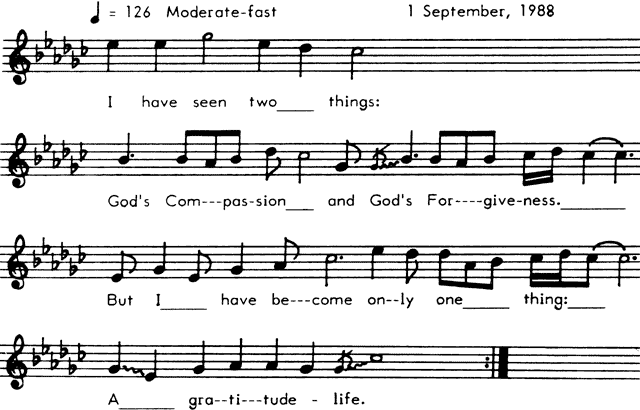 ♩ = 126 Moderate-fast 1 September, 1988
I have seen two____ things:
God's Com---pas-sion___ and God's For----give-ness._______
But I_____ have be---come on--ly one_____ thing:____
A______ gra--ti---tude - life.